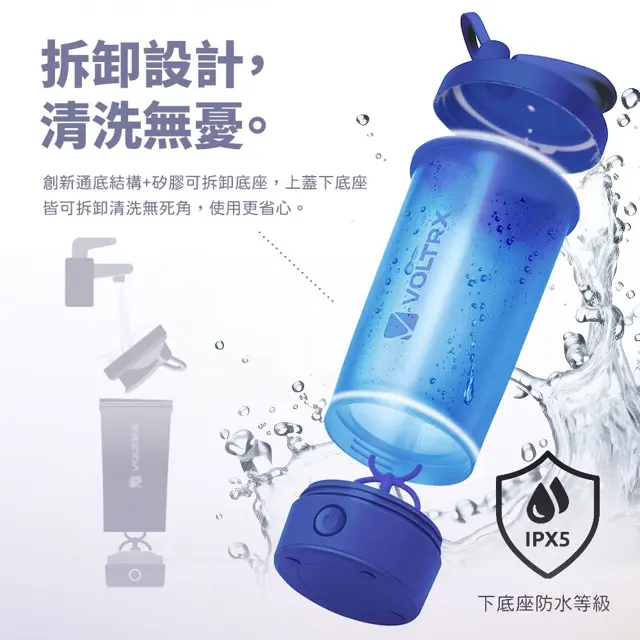 拆卸設計，
清洗無憂。
創新通底結構+矽膠可拆卸底座，上蓋下底座
皆可拆卸清洗無死角，使用更省心。
VOLTRX
VOLTRX
IPX5
下底座防水等級